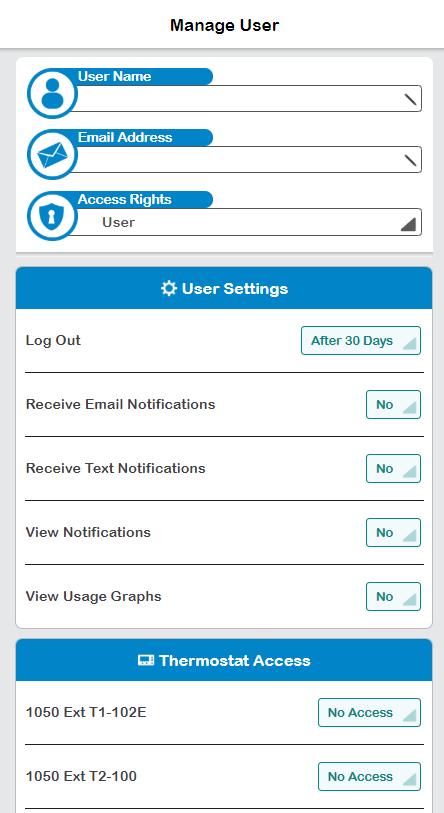 Manage User
User Name
Email Address
Access Rights
User
User Settings
Log Out After 30 Days
Receive Email Notifications No
Receive Text Notifications No
View Notifications No
View Usage Graphs No
Thermostat Access
1050 Ext T1-102E No Access
1050 Ext T2-100 No Access